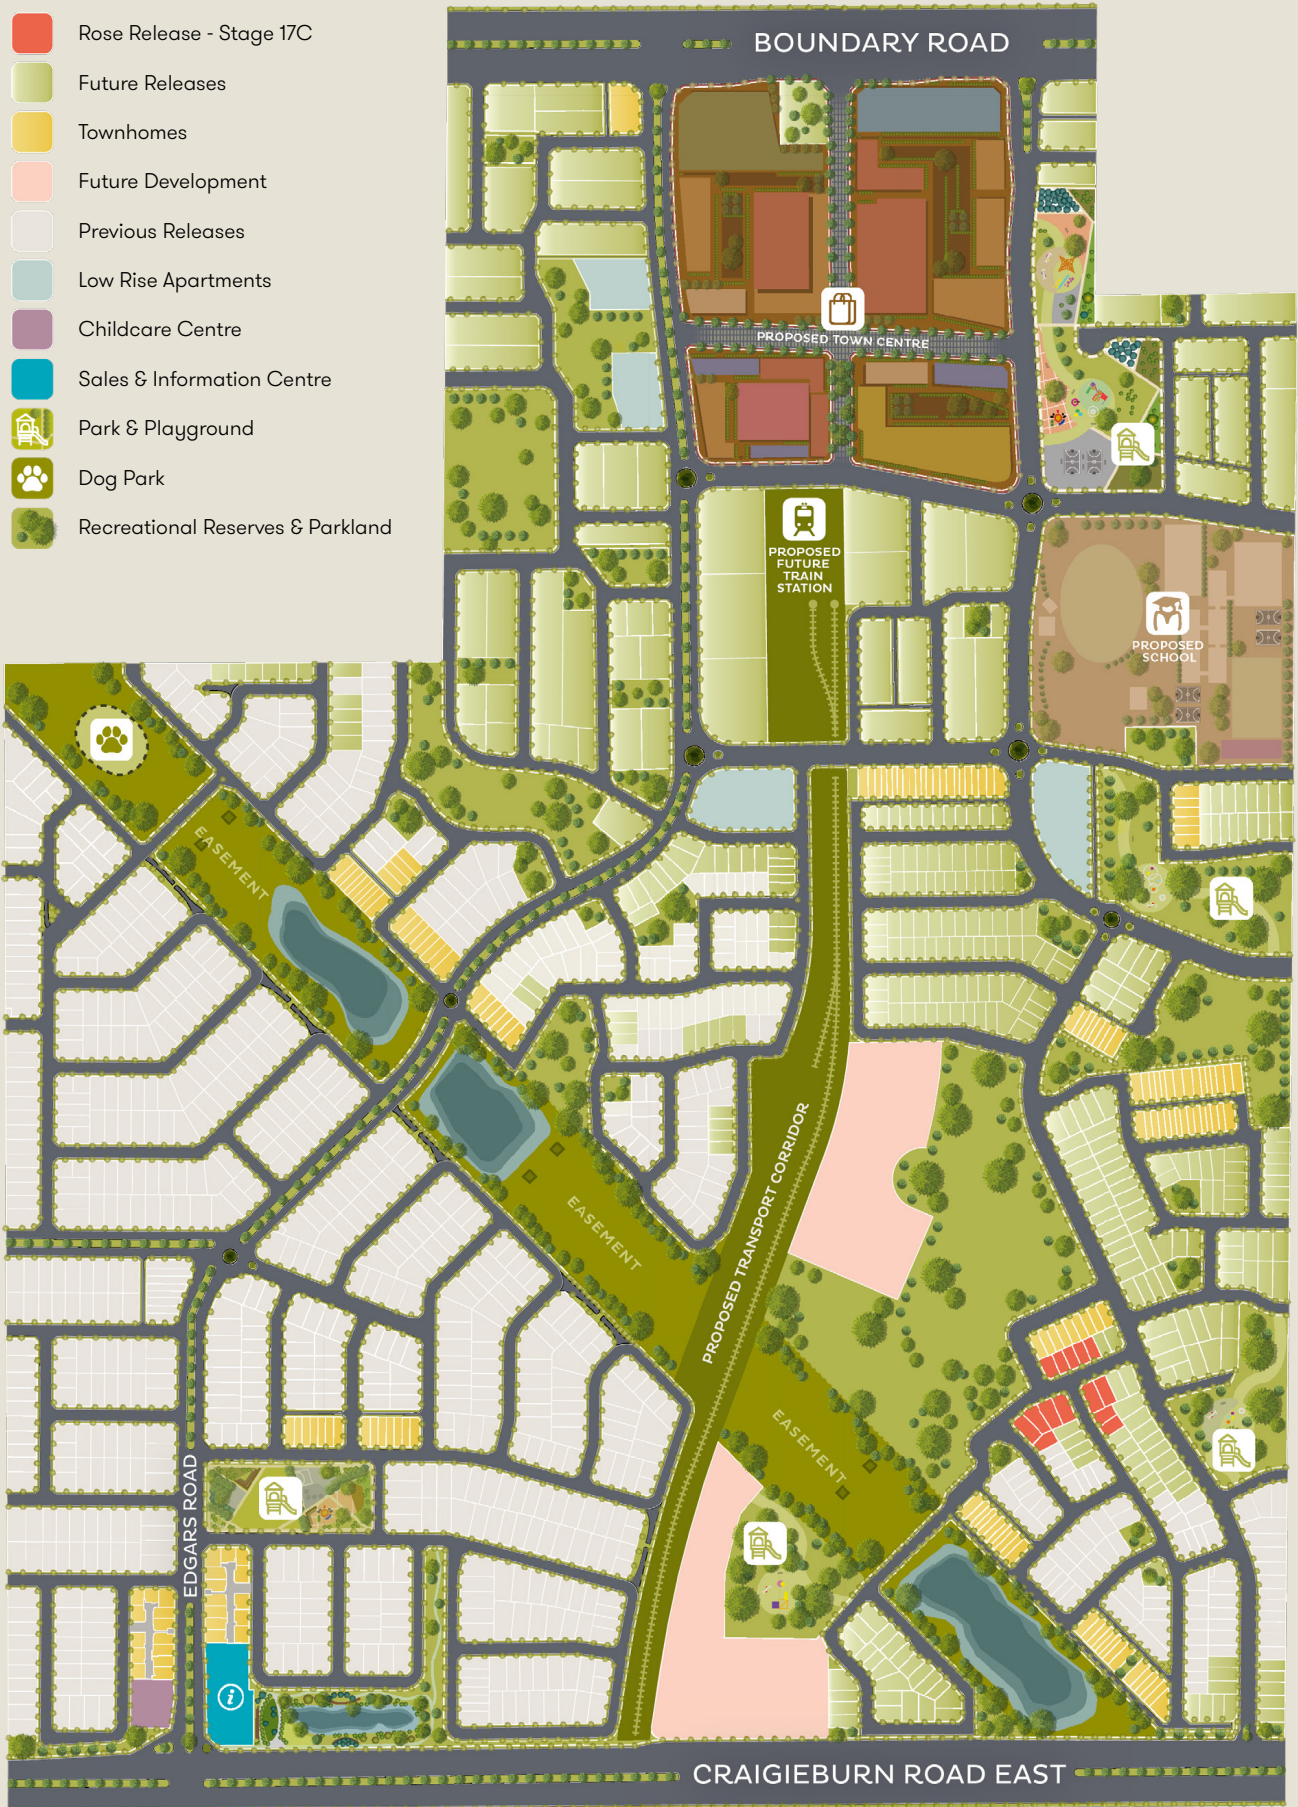 Rose Release - Stage 17C
Future Releases
Townhomes
Future Development
Previous Releases
Low Rise Apartments
Childcare Centre
Sales & Information Centre
Park & Playground
Dog Park
Recreational Reserves & Parkland
BOUNDARY ROAD
PROPOSED TOWN CENTRE
PROPOSED
FUTURE
TRAIN
STATION
PROPOSED
SCHOOL
EASEMENT
EASEMENT
PROPOSED TRANSPORT CORRIDOR
EASEMENT
EDGARS ROAD
i
CRAIGIEBURN ROAD EAST